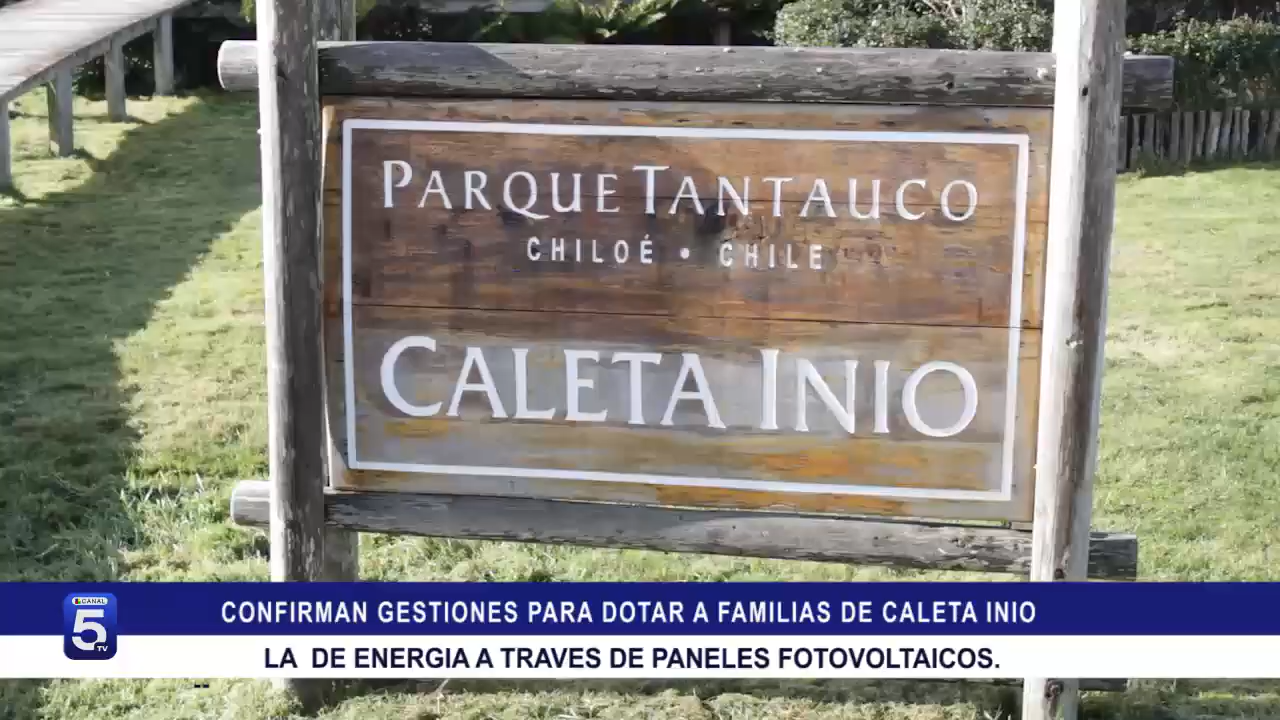 PARQUE TANTAUCO
CHILOÉ • CHILE
CALETA INIO
CANAL
5
TV
CONFIRMAN GESTIONES PARA DOTAR A FAMILIAS DE CALETA INIO
LA DE ENERGIA A TRAVES DE PANELES FOTOVOLTAICOS.